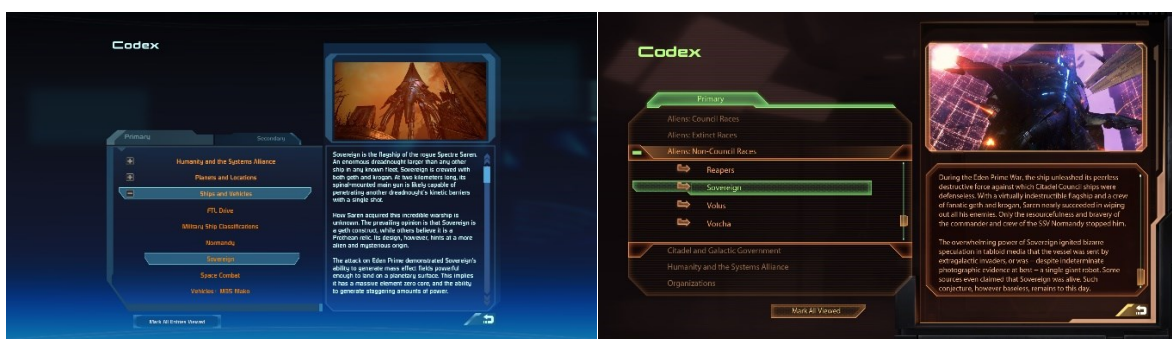 Codex
Primary
Secondary
Humanity and the Systems Alliance
Planets and Locations
Ships and Vehicles
FTL Drive
Military Ship Classifications
Normandy
Sovereign
Space Combat
Vehicles - M35 Mako
Mark All Entries Viewed
Sovereign is the flagship of the rogue Spectre Saren.
An enormous dreadnought larger than any other
ship in any known fleet, Sovereign is crewed with
both geth and krogan. At two kilometers long, its
spinal-mounted main gun is likely capable of
penetrating another dreadnought's kinetic barriers
with a single shot.
How Saren acquired this incredible warship is
unknown. The prevailing opinion is that Sovereign is
a geth construct, while others believe it is a
Prothean relic. Its design, however, hints at a more
alien and mysterious origin.
The attack on Eden Prime demonstrated Sovereign's
ability to generate mass effect fields powerful
enough to land on a planetary surface. This implies
it has a massive element zero core, and the ability
to generate staggering amounts of power.
Codex
Primary
Aliens: Council Races
Aliens: Extinct Races
Aliens: Non-Council Races
Reapers
Sovereign
Volus
Vorcha
Citadel and Galactic Government
Humanity and the Systems Alliance
Organizations
Mark All Viewed
During the Eden Prime War, the ship unleashed its peerless
destructive force against which Citadel Council ships were
defenseless. With a virtually indestructible flagship and a crew
of fanatic geth and krogan, Saren nearly succeeded in wiping
out all his enemies. Only the resourcefulness and bravery of
the commander and crew of the SSV Normandy stopped him.
The overwhelming power of Sovereign ignited bizarre
speculation in tabloid media that the vessel was sent by
extragalactic invaders, or was – despite indeterminate
photographic evidence at best – a single giant robot. Some
sources even claimed that Sovereign was alive. Such
conjecture, however baseless, remains to this day.